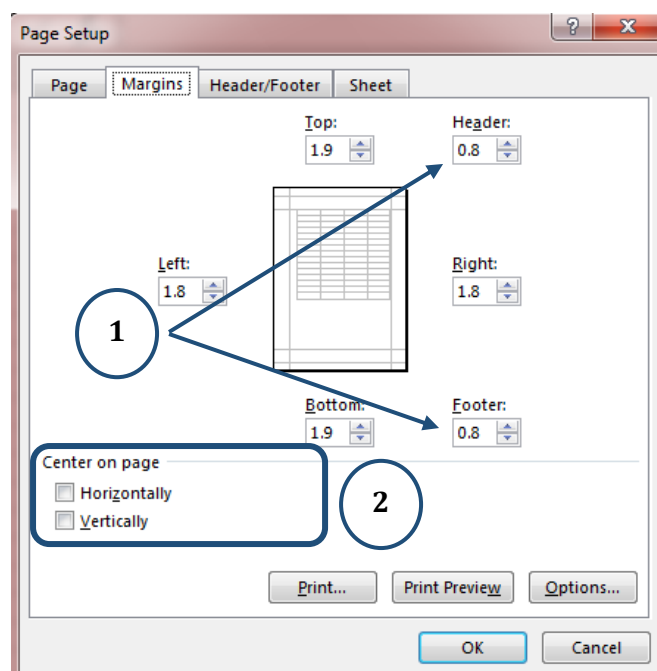 Page Setup
? X
Page Margins Header/Footer Sheet
Top: Header:
1.9 0.8
Left: Right:
1.8 1.8
1
Bottom: Footer:
1.9 0.8
Center on page
Horizontally
Vertically
2
Print... Print Preview Options...
OK Cancel